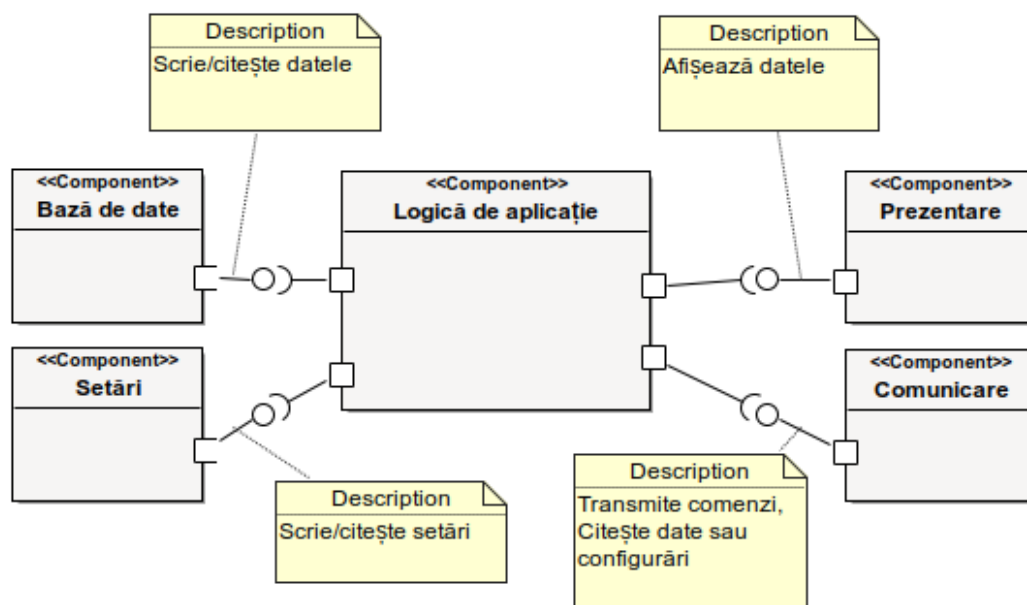 Description
Scrie/citește datele
Description
Afișează datele
<<Component>>
Bază de date
<<Component>>
Logică de aplicație
<<Component>>
Prezentare
<<Component>>
Setări
<<Component>>
Comunicare
Description
Scrie/citește setări
Description
Transmite comenzi,
Citește date sau
configurări